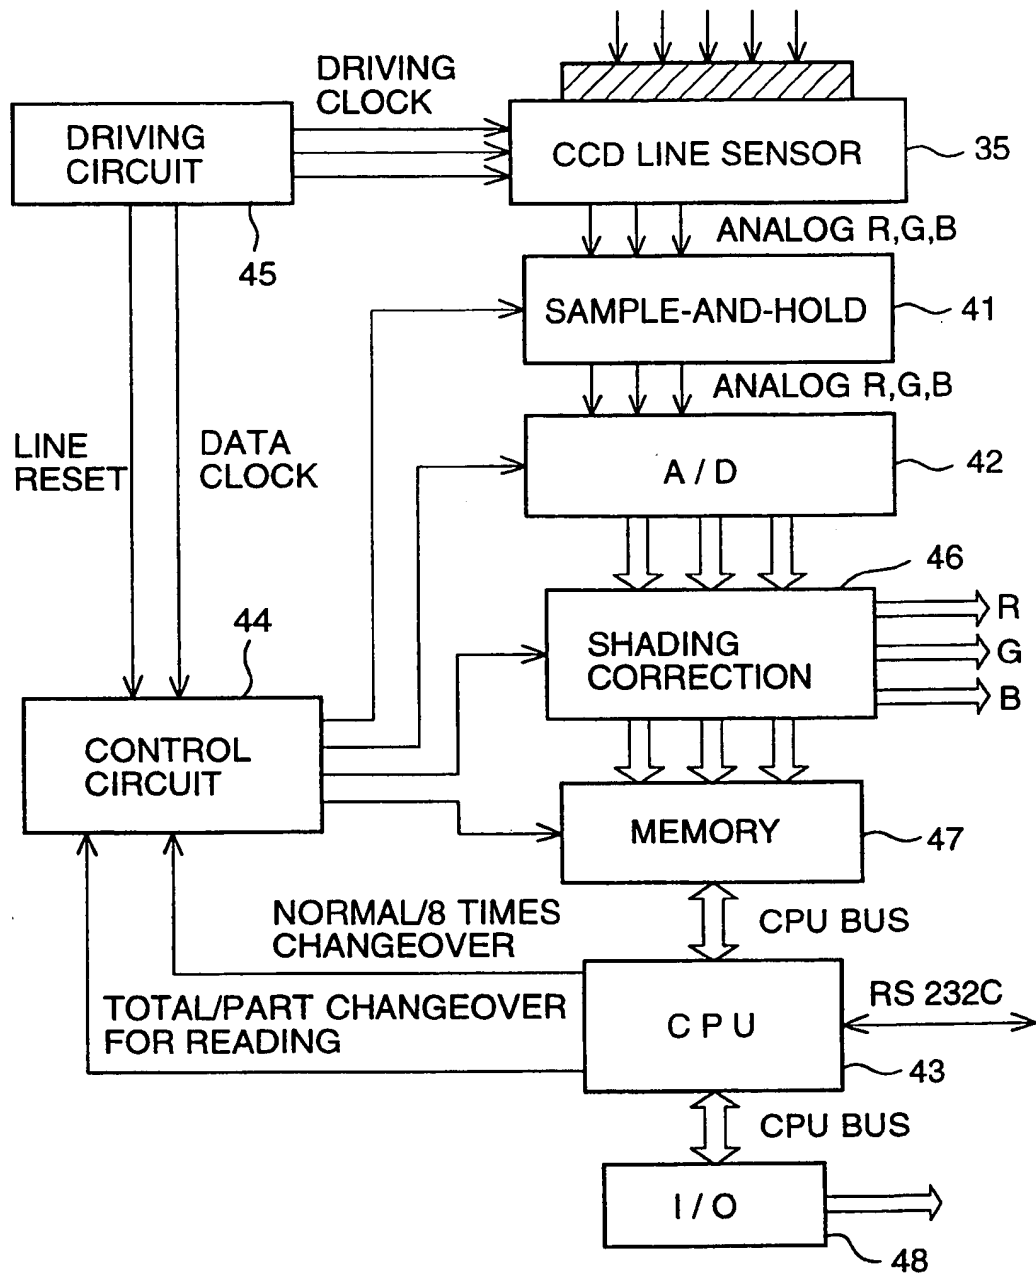 DRIVING
CLOCK
DRIVING
CIRCUIT
CCD LINE SENSOR
35
45
ANALOG R,G,B
SAMPLE-AND-HOLD
41
ANALOG R,G,B
LINE
RESET
DATA
CLOCK
A / D
42
46
44
SHADING
CORRECTION
R
G
B
CONTROL
CIRCUIT
MEMORY
47
NORMAL/8 TIMES
CHANGEOVER
CPU BUS
TOTAL/PART CHANGEOVER
FOR READING
C P U
RS 232C
43
CPU BUS
I / O
48